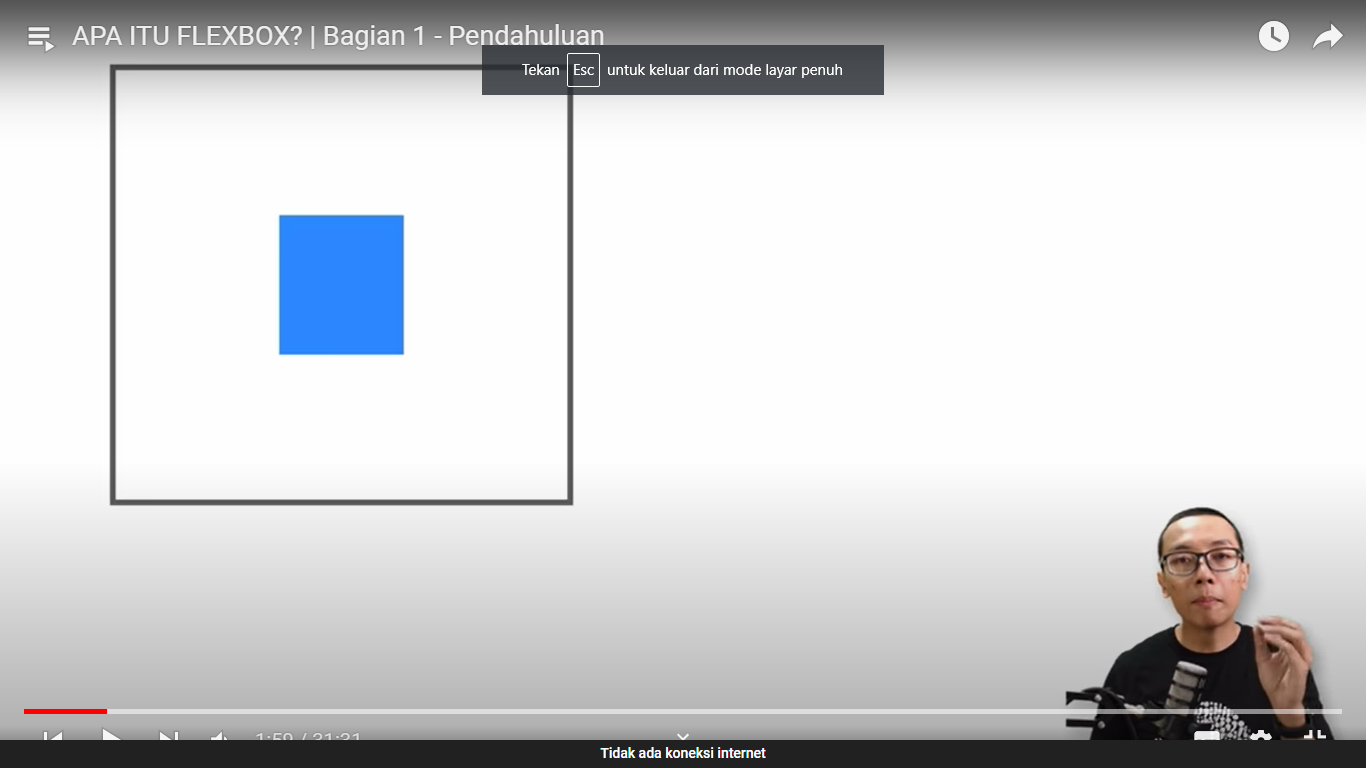 APA ITU FLEXBOX? | Bagian 1 - Pendahuluan
Tekan Esc untuk keluar dari mode layar penuh
1:59 / 31:31
Tidak ada koneksi internet